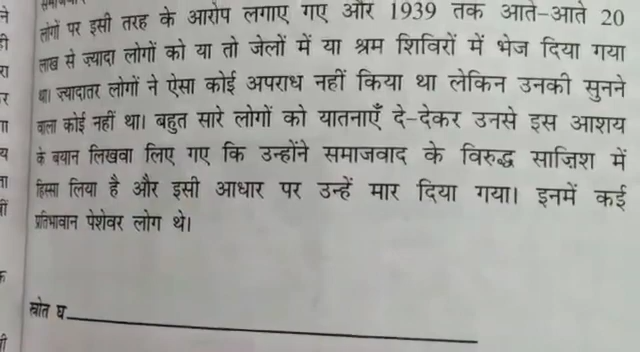 लोगों पर इसी तरह के आरोप लगाए गए और 1939 तक आते-आते 20
लाख से ज़्यादा लोगों को या तो जेलों में या श्रम शिविरों में भेज दिया गया
था। ज़्यादातर लोगों ने ऐसा कोई अपराध नहीं किया था लेकिन उनकी सुनने
वाला कोई नहीं था। बहुत सारे लोगों को यातनाएँ दे-देकर उनसे इस आशय
के बयान लिखवा लिए गए कि उन्होंने समाजवाद के विरुद्ध साज़िश में
हिस्सा लिया है और इसी आधार पर उन्हें मार दिया गया। इनमें कई
प्रतिभावान पेशेवर लोग थे।
स्रोत घ